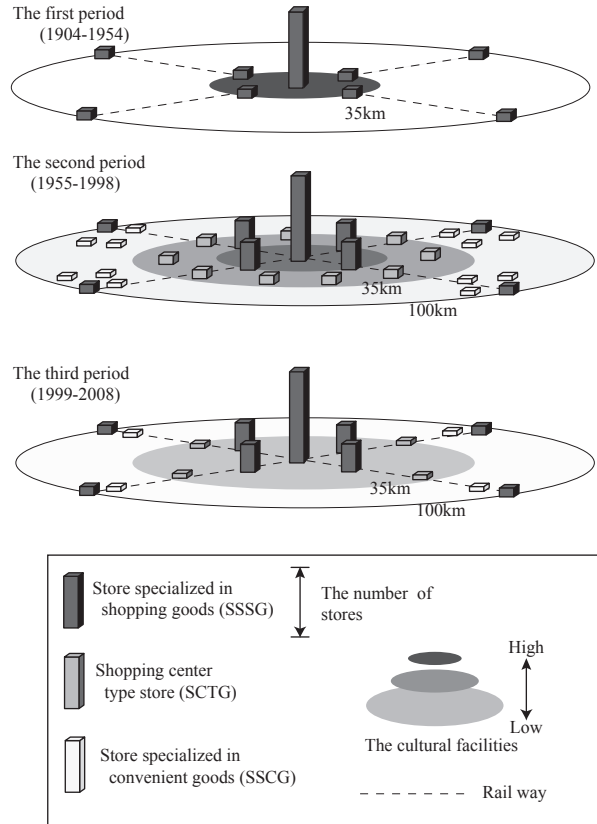 The first period
(1904-1954)
35km
The second period
(1955-1998)
35km
100km
The third period
(1999-2008)
35km
100km
Store specialized in
shopping goods (SSSG)
The number of
stores
Shopping center
type store (SCTG)
High
Low
The cultural facilities
Store specialized in
convenient goods (SSCG)
Rail way